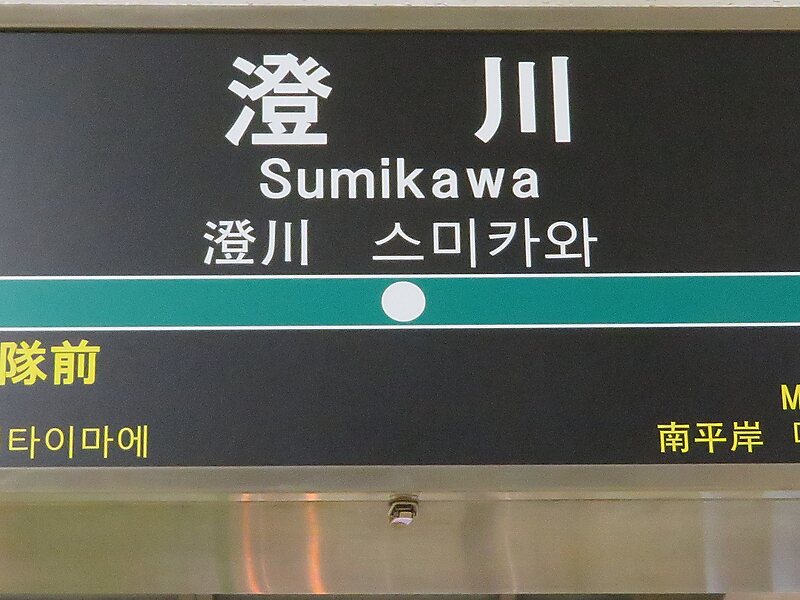 澄川
Sumikawa
澄川 스미카와
隊前
타이마에
M
南平岸